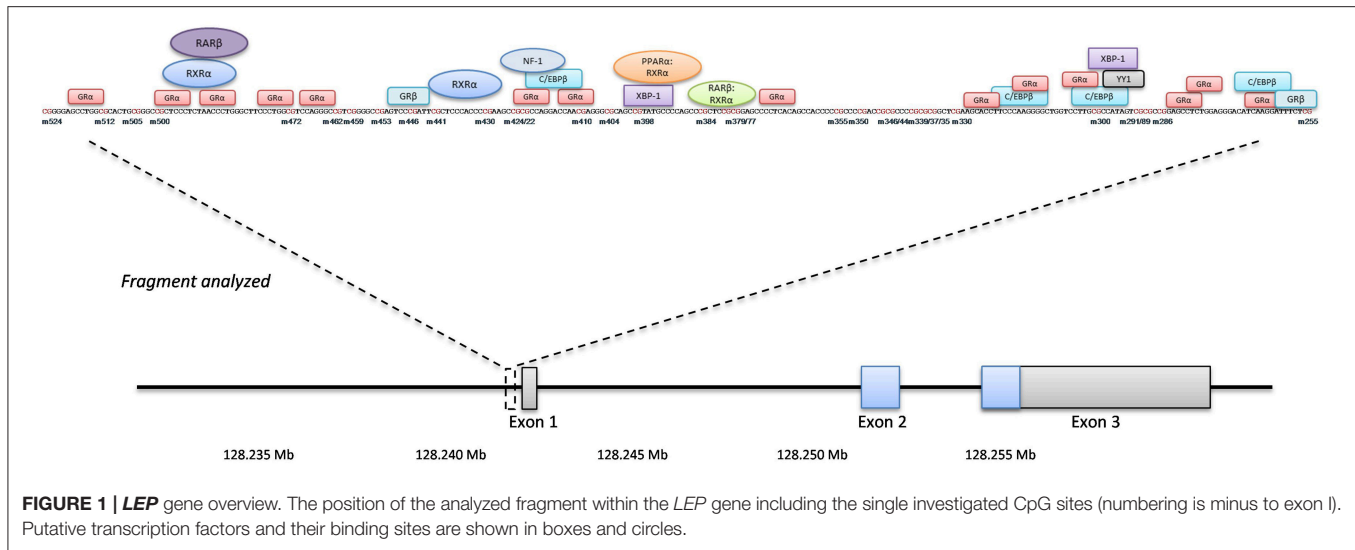 RARβ
RXRα
NF-1
PPARα:
RXRα
XBP-1
RXRα
C/EBPβ
RARβ:
RXRα
GRα
YY1
C/EBPβ
GRα GRα GRα GRα GRα GRβ GRα GRα XBP-1 GRα GRα GRα C/EBPβ C/EBPβ GRα GRα GRα GRβ
m524 m512 m505 m500 m472 m462 m459 m453 m446 m441 m430 m424/22 m410 m404 m398 m384 m379/77 m355 m350 m346/44 m339/37/35 m330 m300 m291/89 m286 m255
Fragment analyzed
Exon 1 Exon 2 Exon 3
128.235 Mb 128.240 Mb 128.245 Mb 128.250 Mb 128.255 Mb
FIGURE 1 | LEP gene overview. The position of the analyzed fragment within the LEP gene including the single investigated CpG sites (numbering is minus to exon I).
Putative transcription factors and their binding sites are shown in boxes and circles.